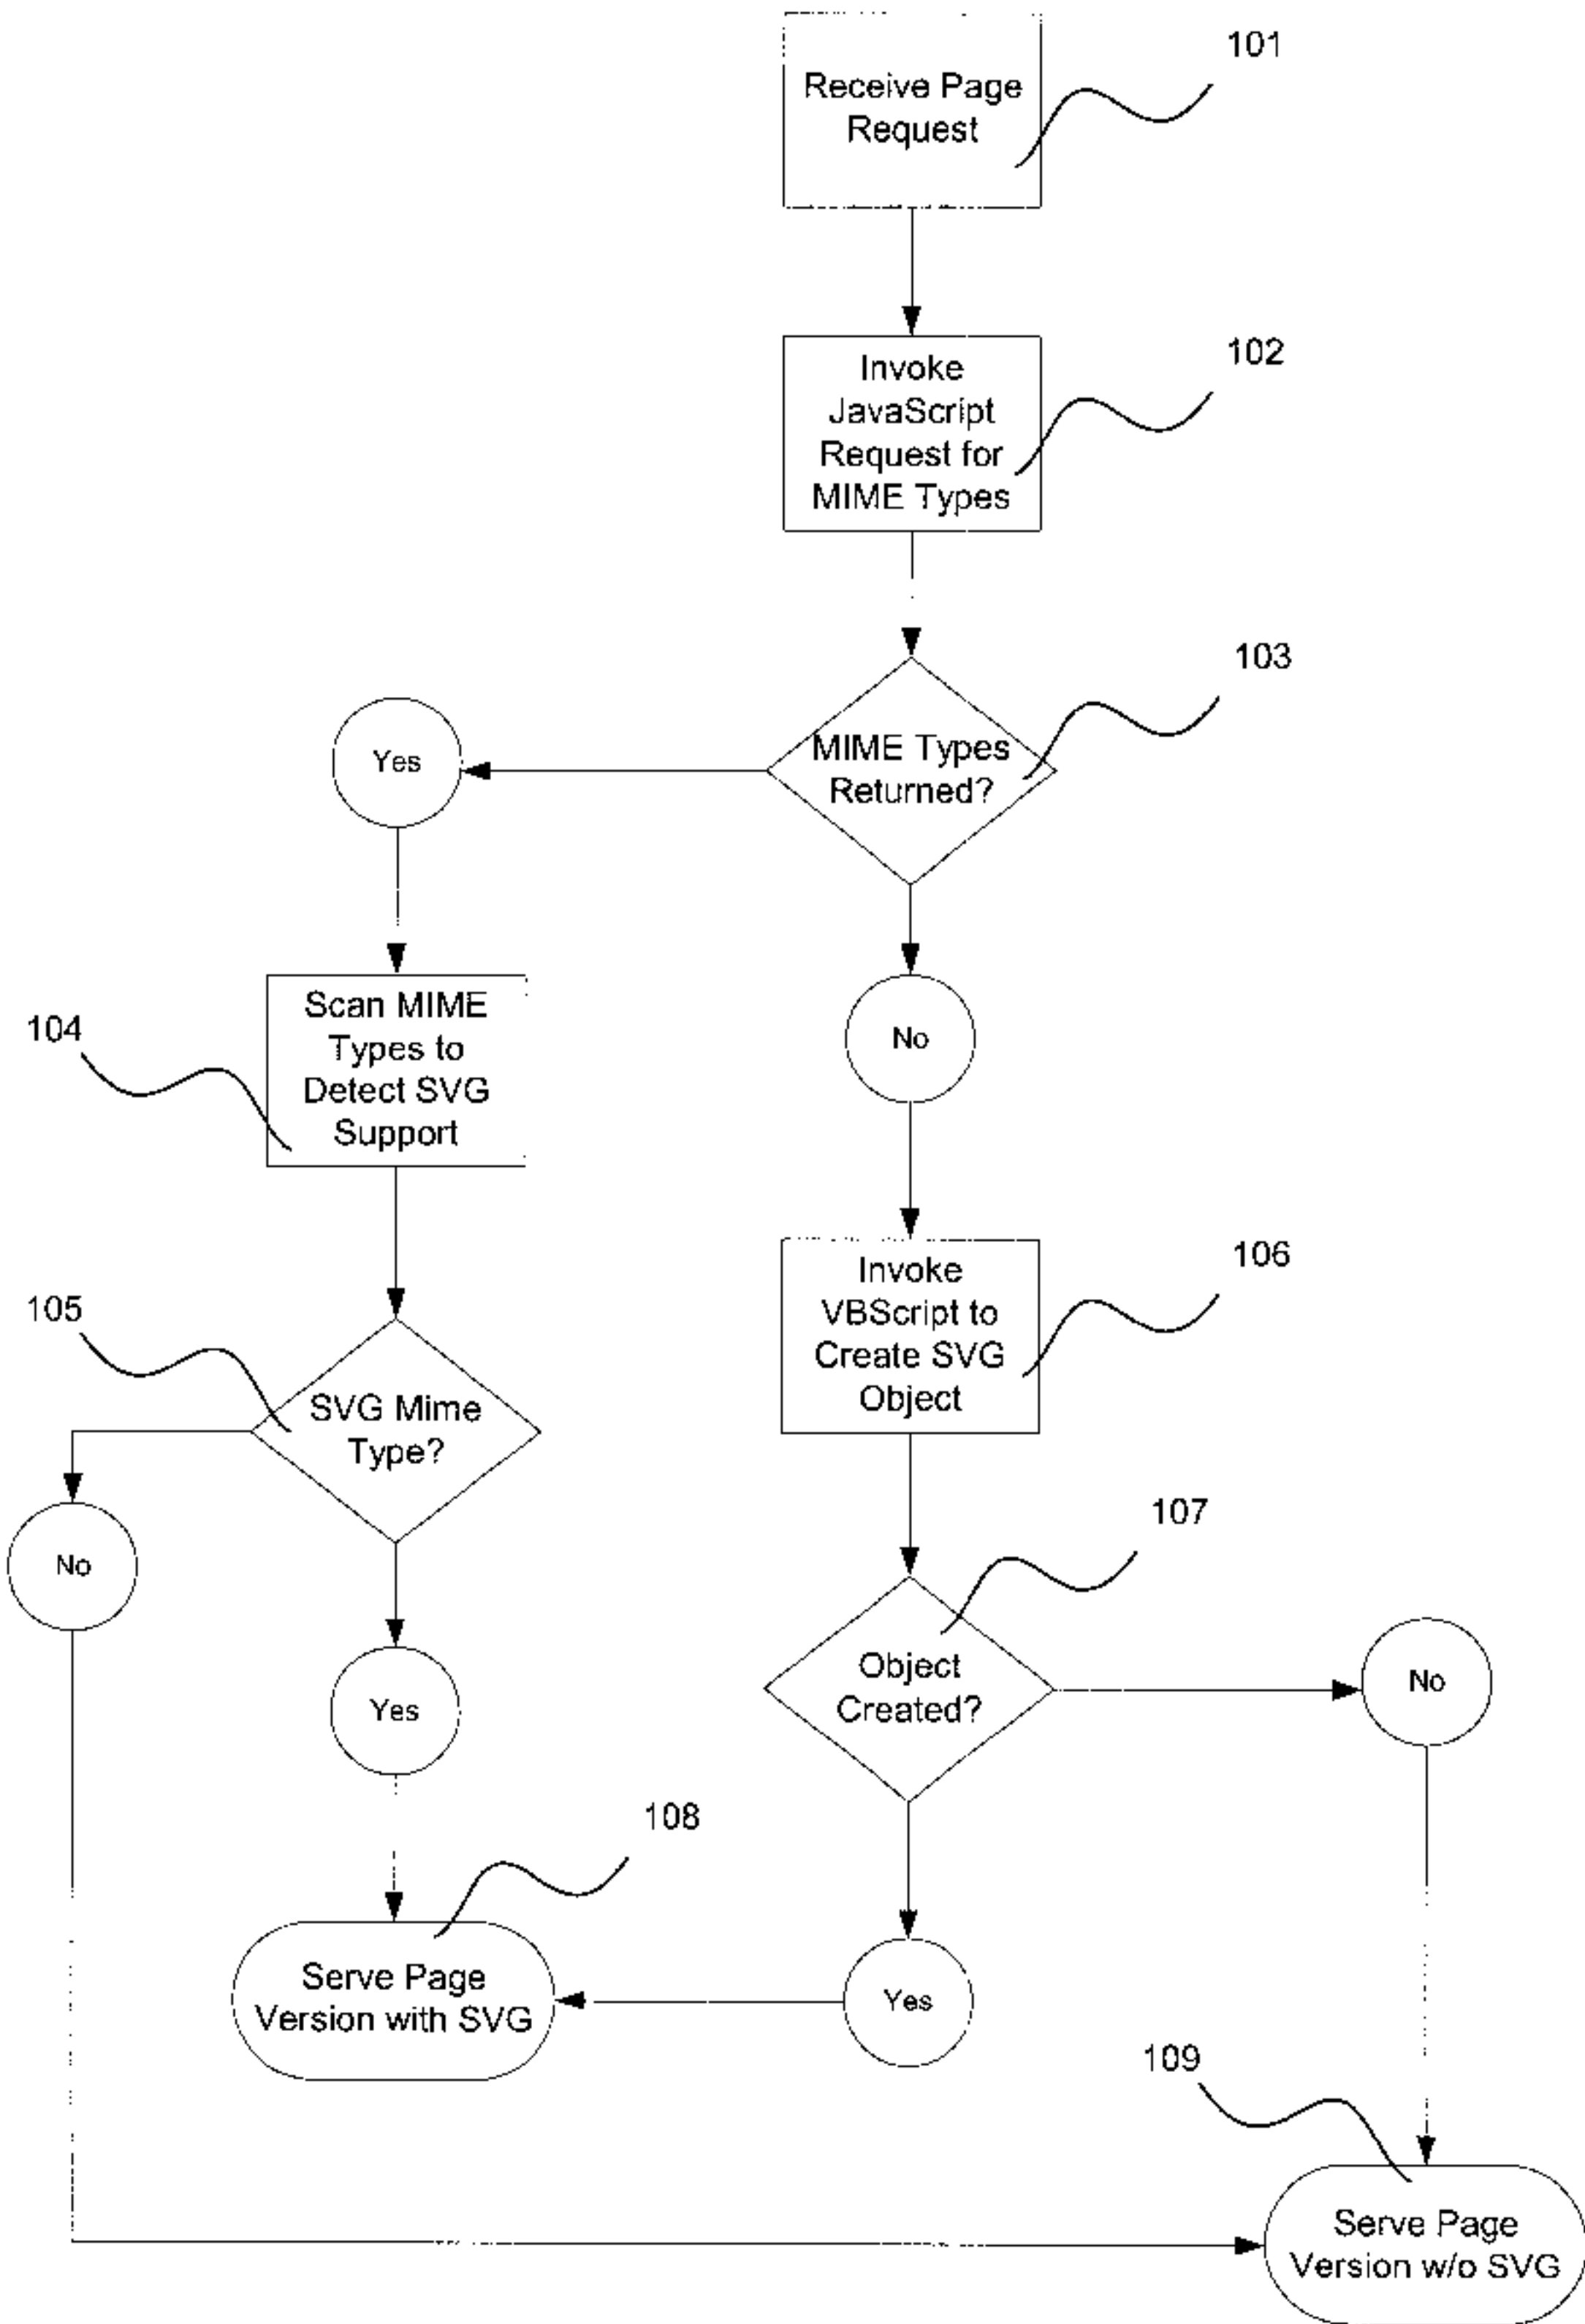 101
Receive Page
Request
102
Invoke
JavaScript
Request for
MIME Types
103
MIME Types
Returned?
Yes
No
104
Scan MIME
Types to
Detect SVG
Support
106
Invoke
VBScript to
Create SVG
Object
105
SVG Mime
Type?
No
Yes
107
Object
Created?
No
Yes
108
Serve Page
Version with SVG
109
Serve Page
Version w/o SVG